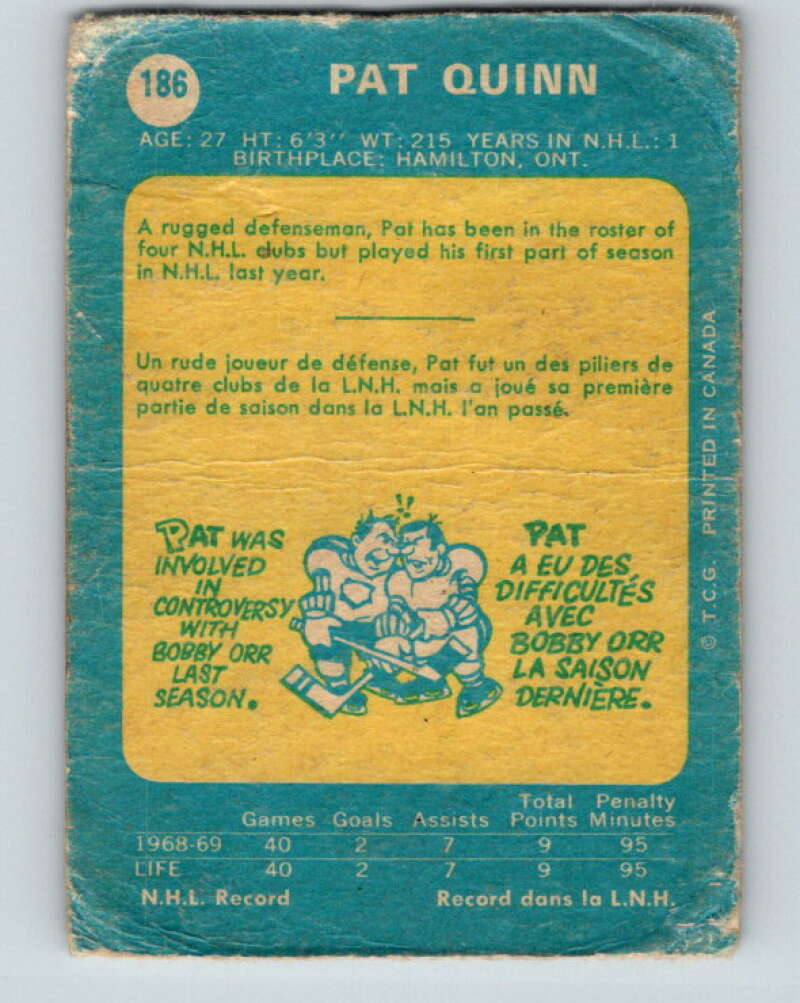 186
PAT QUINN
AGE: 27 HT: 6'3'' WT: 215 YEARS IN N.H.L.: 1
BIRTHPLACE: HAMILTON, ONT.
A rugged defenseman, Pat has been in the roster of
four N.H.L. clubs but played his first part of season
in N.H.L. last year.
Un rude joueur de défense, Pat fut un des piliers de
quatre clubs de la L.N.H. mais a joué sa première
partie de saison dans la L.N.H. l'an passé.
!!
PAT WAS
INVOLVED
IN
CONTROVERSY
WITH
BOBBY ORR
LAST
SEASON.
PAT
A EU DES
DIFFICULTÉS
AVEC
BOBBY ORR
LA SAISON
DERNIÈRE.
© T.C.G. PRINTED IN CANADA
Total Penalty
Games Goals Assists Points Minutes
1968-69 40 2 7 9 95
LIFE 40 2 7 9 95
N.H.L. Record Record dans la L.N.H.